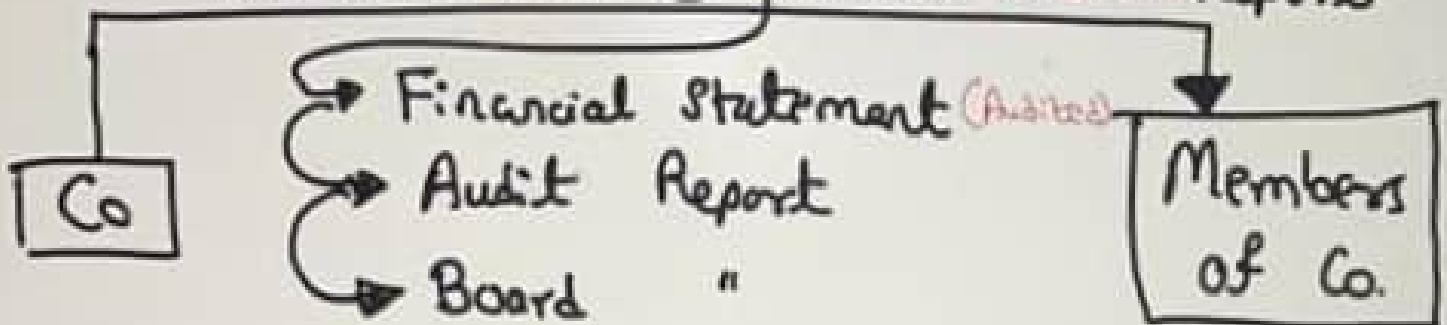 Financial Statement (Audited)
Co
Audit Report
Members
of Co.
Board "